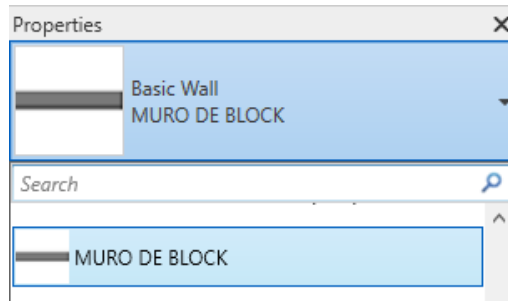 Properties
Basic Wall
MURO DE BLOCK
Search
MURO DE BLOCK